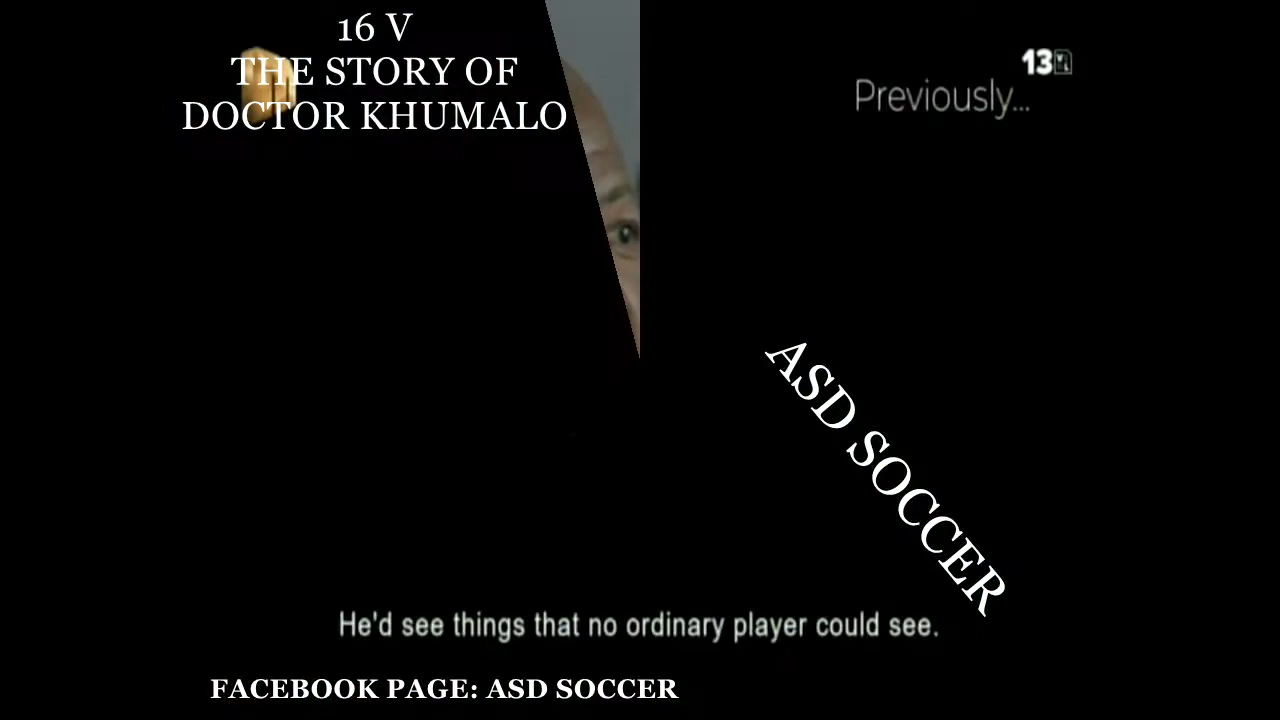 16 V
THE STORY OF
DOCTOR KHUMALO
13
Previously...
ASD SOCCER
He'd see things that no ordinary player could see.
FACEBOOK PAGE: ASD SOCCER